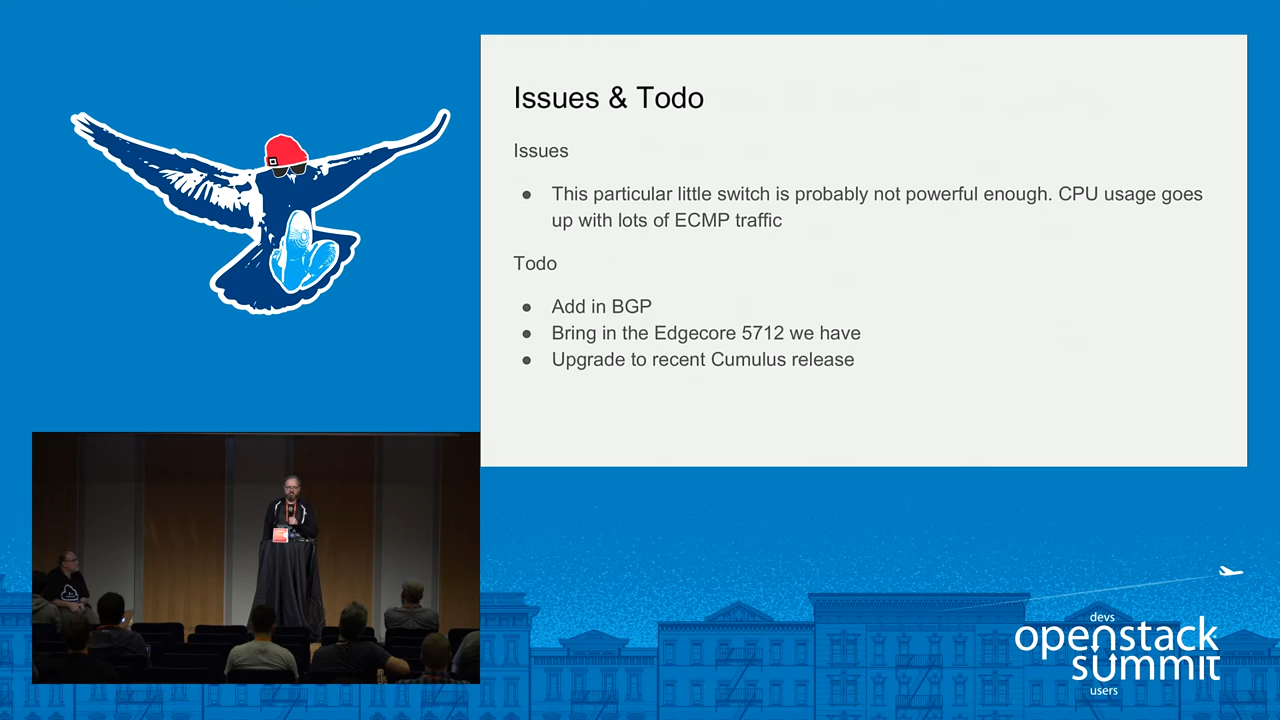 Issues & Todo
Issues
● This particular little switch is probably not powerful enough. CPU usage goes
up with lots of ECMP traffic
Todo
● Add in BGP
● Bring in the Edgecore 5712 we have
● Upgrade to recent Cumulus release
devs
openstack
summit
users